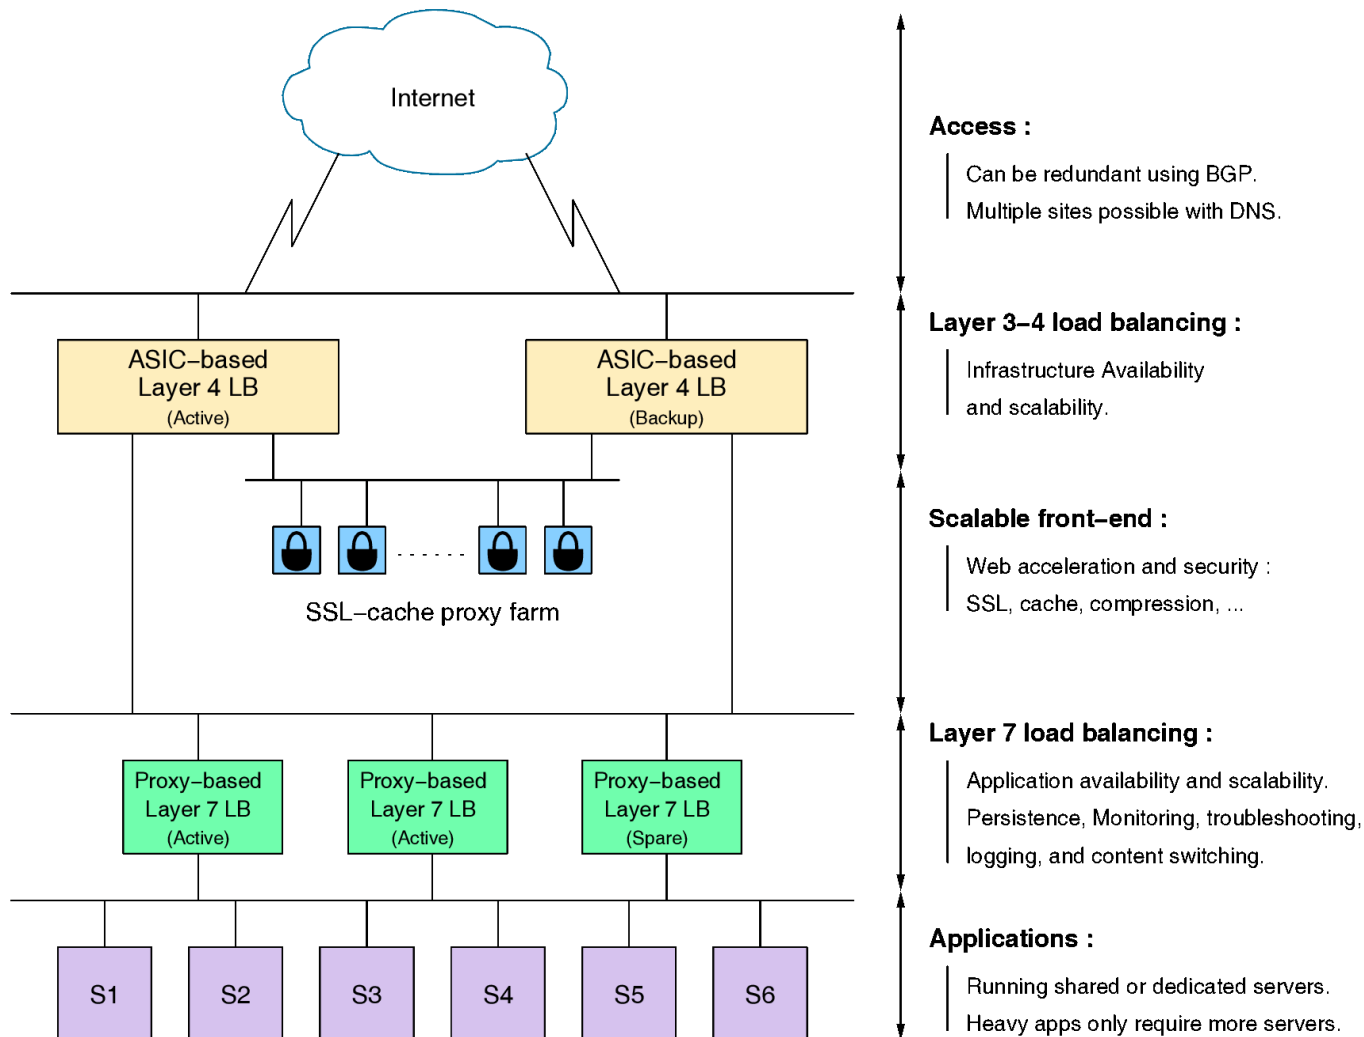 Internet
Access :
Can be redundant using BGP.
Multiple sites possible with DNS.
Layer 3–4 load balancing :
Infrastructure Availability
and scalability.
ASIC–based
Layer 4 LB
(Active)
ASIC–based
Layer 4 LB
(Backup)
Scalable front–end :
Web acceleration and security :
SSL, cache, compression, ...
SSL–cache proxy farm
Layer 7 load balancing :
Application availability and scalability.
Persistence, Monitoring, troubleshooting,
logging, and content switching.
Proxy–based
Layer 7 LB
(Active)
Proxy–based
Layer 7 LB
(Active)
Proxy–based
Layer 7 LB
(Spare)
Applications :
Running shared or dedicated servers.
Heavy apps only require more servers.
S1
S2
S3
S4
S5
S6